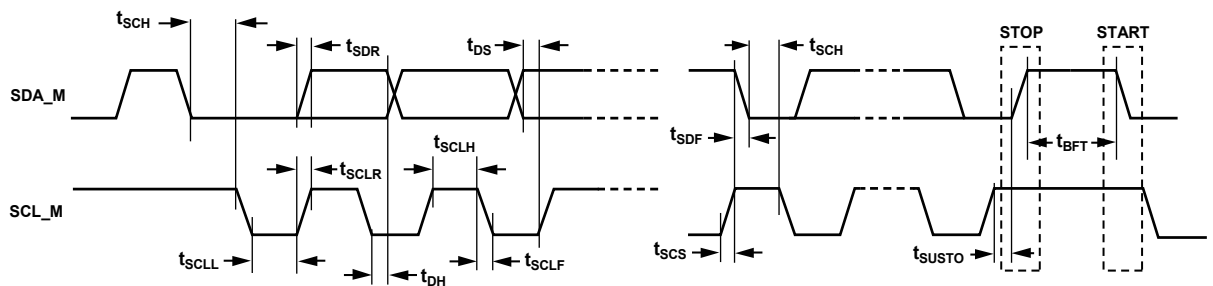 tSCH
tSDR
tDS
tSCH
STOP
START
SDA_M
tSDF
tBFT
tSCLH
tSCLR
SCL_M
tSCLL
tDH
tSCLF
tSCS
tSUSTO